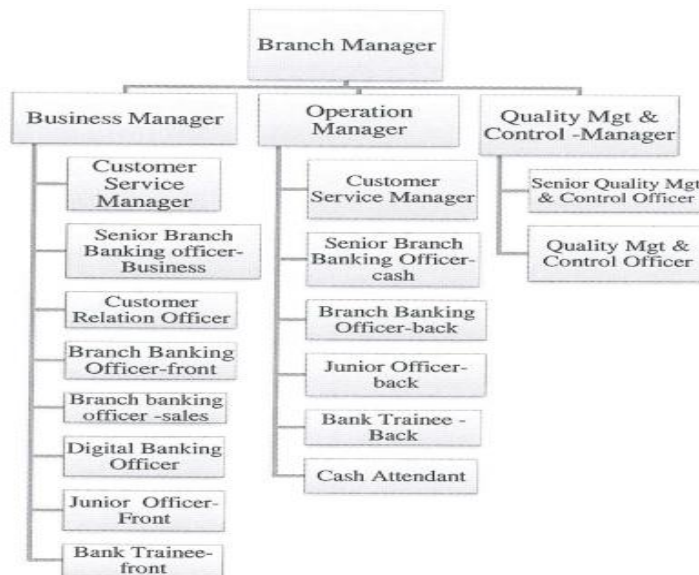 Branch Manager
Business Manager
Customer
Service
Manager
Senior Branch
Banking officer-
Business
Customer
Relation Officer
Branch Banking
Officer-front
Branch banking
officer -sales
Digital Banking
Officer
Junior Officer-
Front
Bank Trainee-
front
Operation
Manager
Customer
Service Manager
Senior Branch
Banking Officer-
cash
Branch Banking
Officer-back
Junior Officer-
back
Bank Trainee -
Back
Cash Attendant
Quality Mgt &
Control -Manager
Senior Quality Mgt
& Control Officer
Quality Mgt &
Control Officer